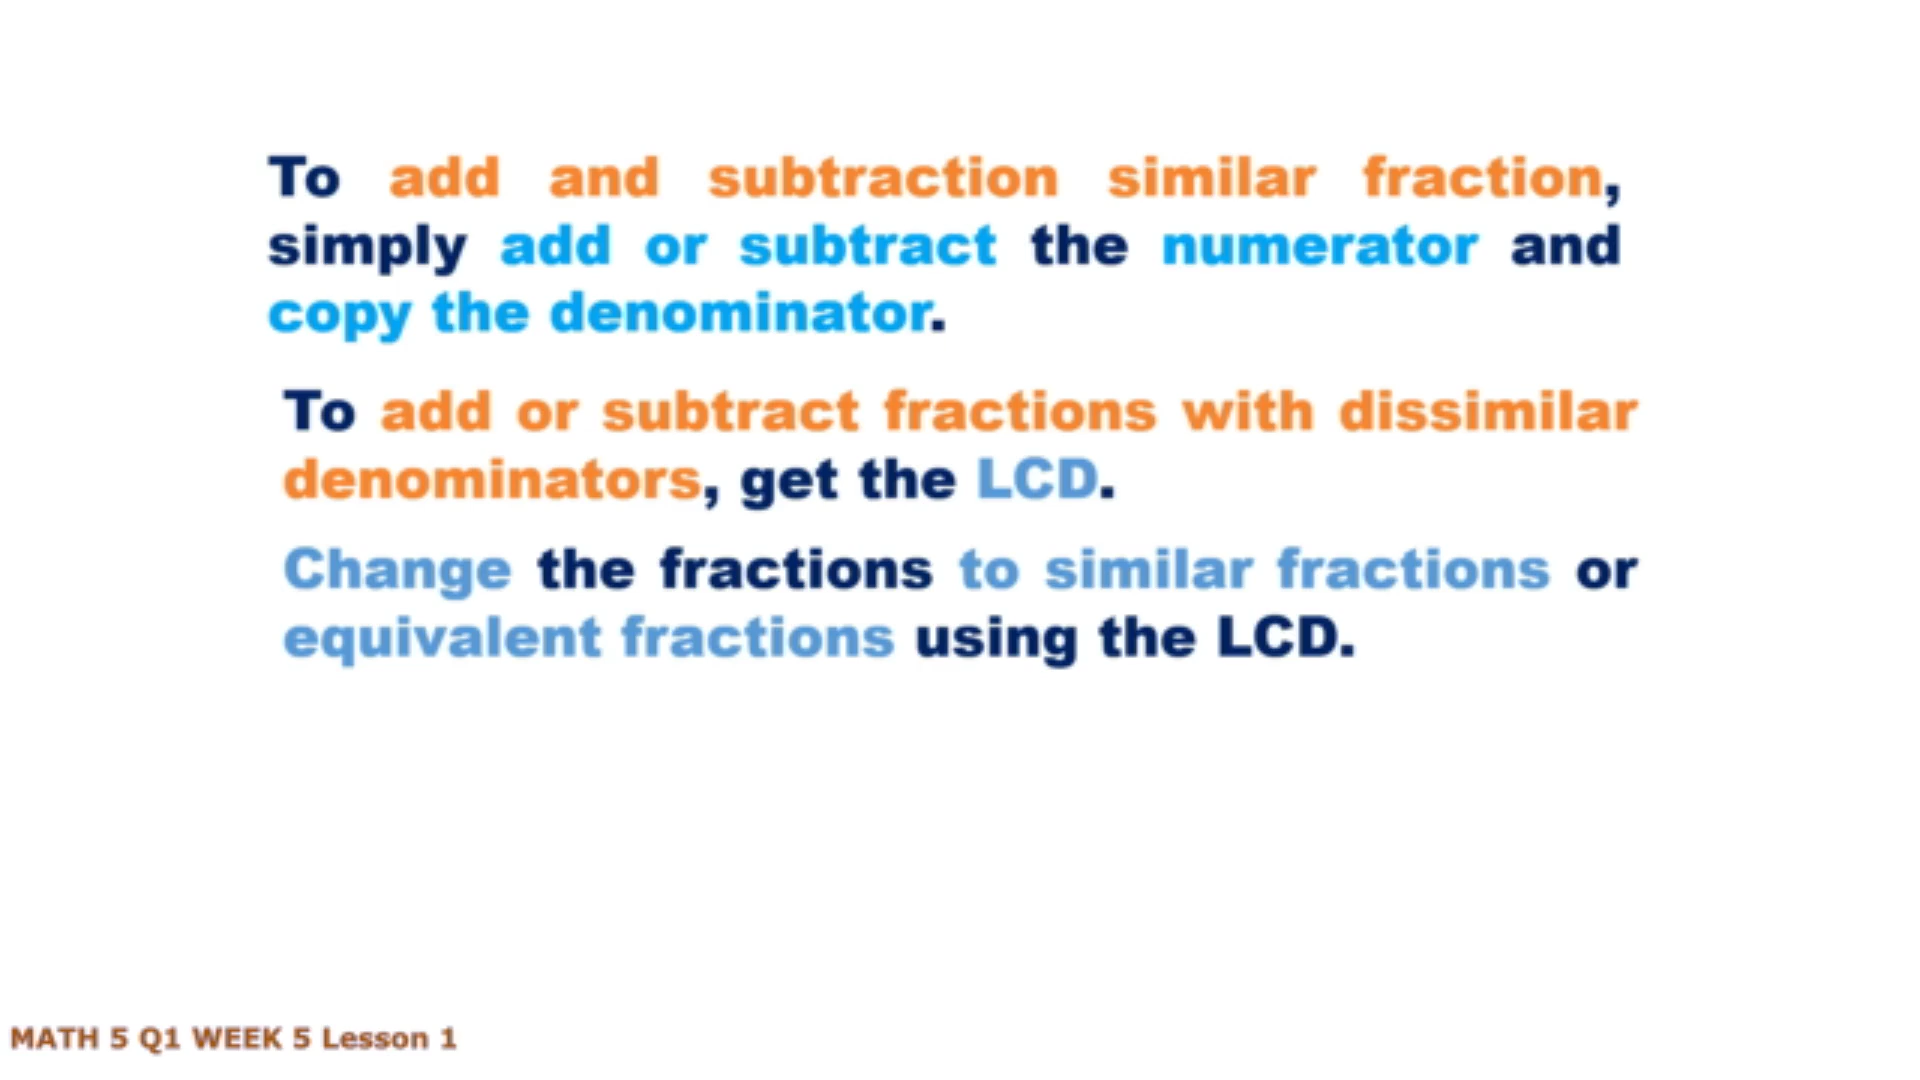 To add and subtraction similar fraction,
simply add or subtract the numerator and
copy the denominator.
To add or subtract fractions with dissimilar
denominators, get the LCD.
Change the fractions to similar fractions or
equivalent fractions using the LCD.
MATH 5 Q1 WEEK 5 Lesson 1